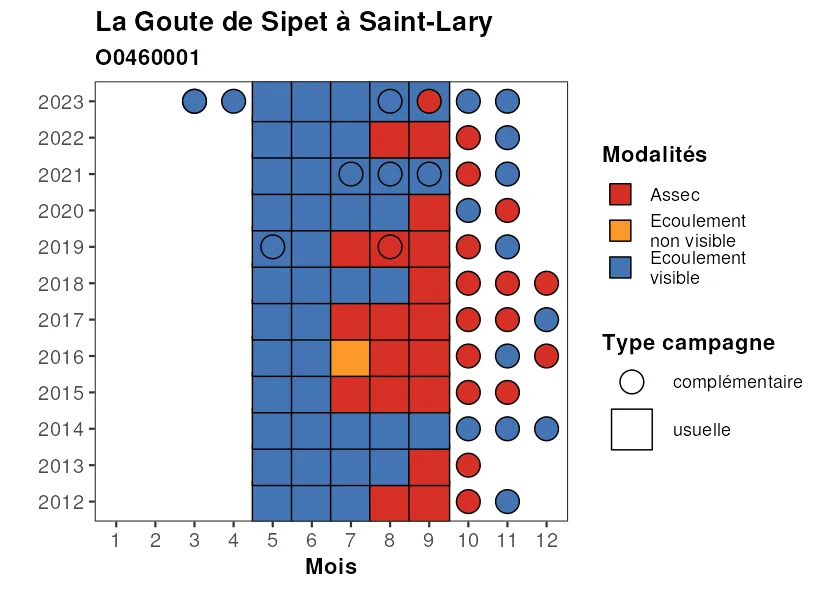 La Goute de Sipet à Saint-Lary
O0460001
2023
2022
2021
2020
2019
2018
2017
2016
2015
2014
2013
2012
1 2 3 4 5 6 7 8 9 10 11 12
Mois
Modalités
Assec
Ecoulement
non visible
Ecoulement
visible
Type campagne
complémentaire
usuelle